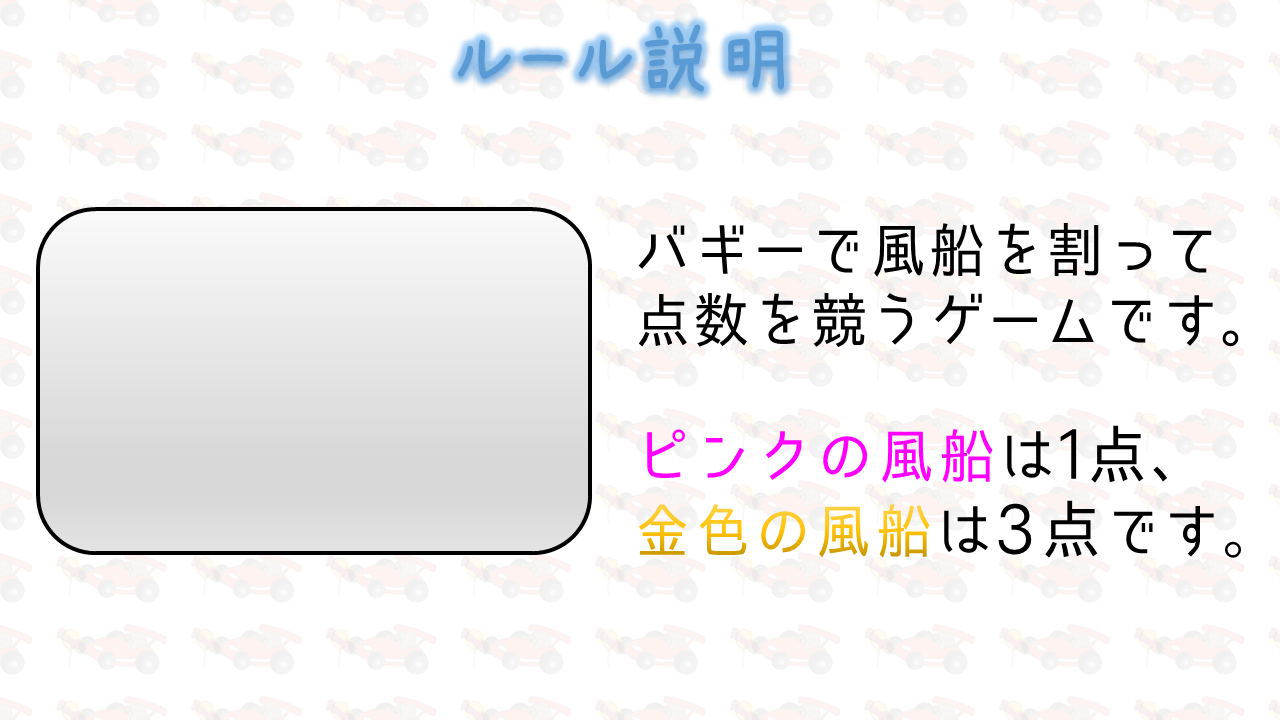 ルール説明
バギーで風船を割って
点数を競うゲームです。
ピンクの風船は1点、
金色の風船は3点です。